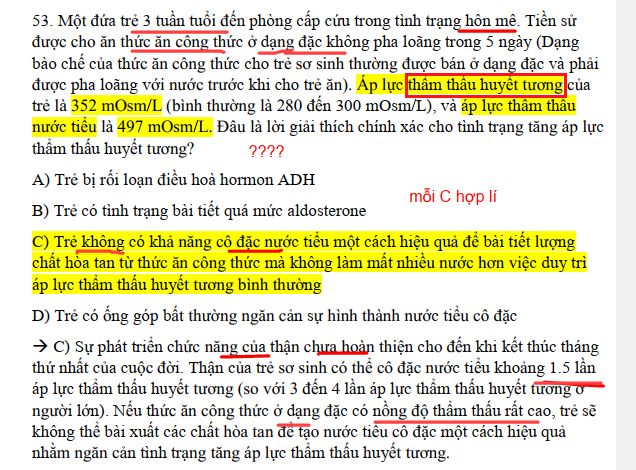 53. Một đứa trẻ 3 tuần tuổi đến phòng cấp cứu trong tình trạng hôn mê. Tiền sử
được cho ăn thức ăn công thức ở dạng đặc không pha loãng trong 5 ngày (Dạng
bào chế của thức ăn công thức cho trẻ sơ sinh thường được bán ở dạng đặc và phải
được pha loãng với nước trước khi cho trẻ ăn). Áp lực thẩm thấu huyết tương của
trẻ là 352 mOsm/L (bình thường là 280 đến 300 mOsm/L), và áp lực thẩm thấu
nước tiểu là 497 mOsm/L. Đâu là lời giải thích chính xác cho tình trạng tăng áp lực
thẩm thấu huyết tương?
????
A) Trẻ bị rối loạn điều hoà hormon ADH
mỗi C hợp lí
B) Trẻ có tình trạng bài tiết quá mức aldosterone
C) Trẻ không có khả năng cô đặc nước tiểu một cách hiệu quả để bài tiết lượng
chất hòa tan từ thức ăn công thức mà không làm mất nhiều nước hơn việc duy trì
áp lực thẩm thấu huyết tương bình thường
D) Trẻ có ống góp bất thường ngăn cản sự hình thành nước tiểu cô đặc
→ C) Sự phát triển chức năng của thận chưa hoàn thiện cho đến khi kết thúc tháng
thứ nhất của cuộc đời. Thận của trẻ sơ sinh có thể cô đặc nước tiểu khoảng 1.5 lần
áp lực thẩm thấu huyết tương (so với 3 đến 4 lần áp lực thẩm thấu huyết tương ở
người lớn). Nếu thức ăn công thức ở dạng đặc có nồng độ thẩm thấu rất cao, trẻ sẽ
không thể bài xuất các chất hòa tan để tạo nước tiểu cô đặc một cách hiệu quả
nhằm ngăn cản tình trạng tăng áp lực thẩm thấu huyết tương.